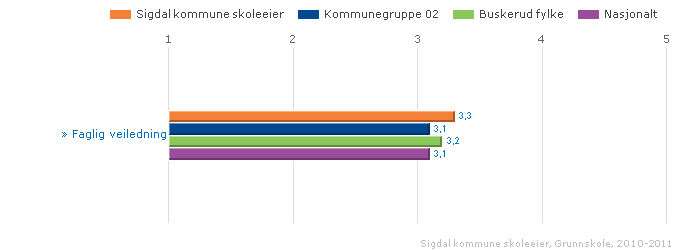 Sigdal kommune skoleeier Kommunegruppe 02 Buskerud fylke Nasjonalt
1 2 3 4 5
» Faglig veiledning
3,3
3,1
3,2
3,1
Sigdal kommune skoleeier, Grunnskole, 2010-2011